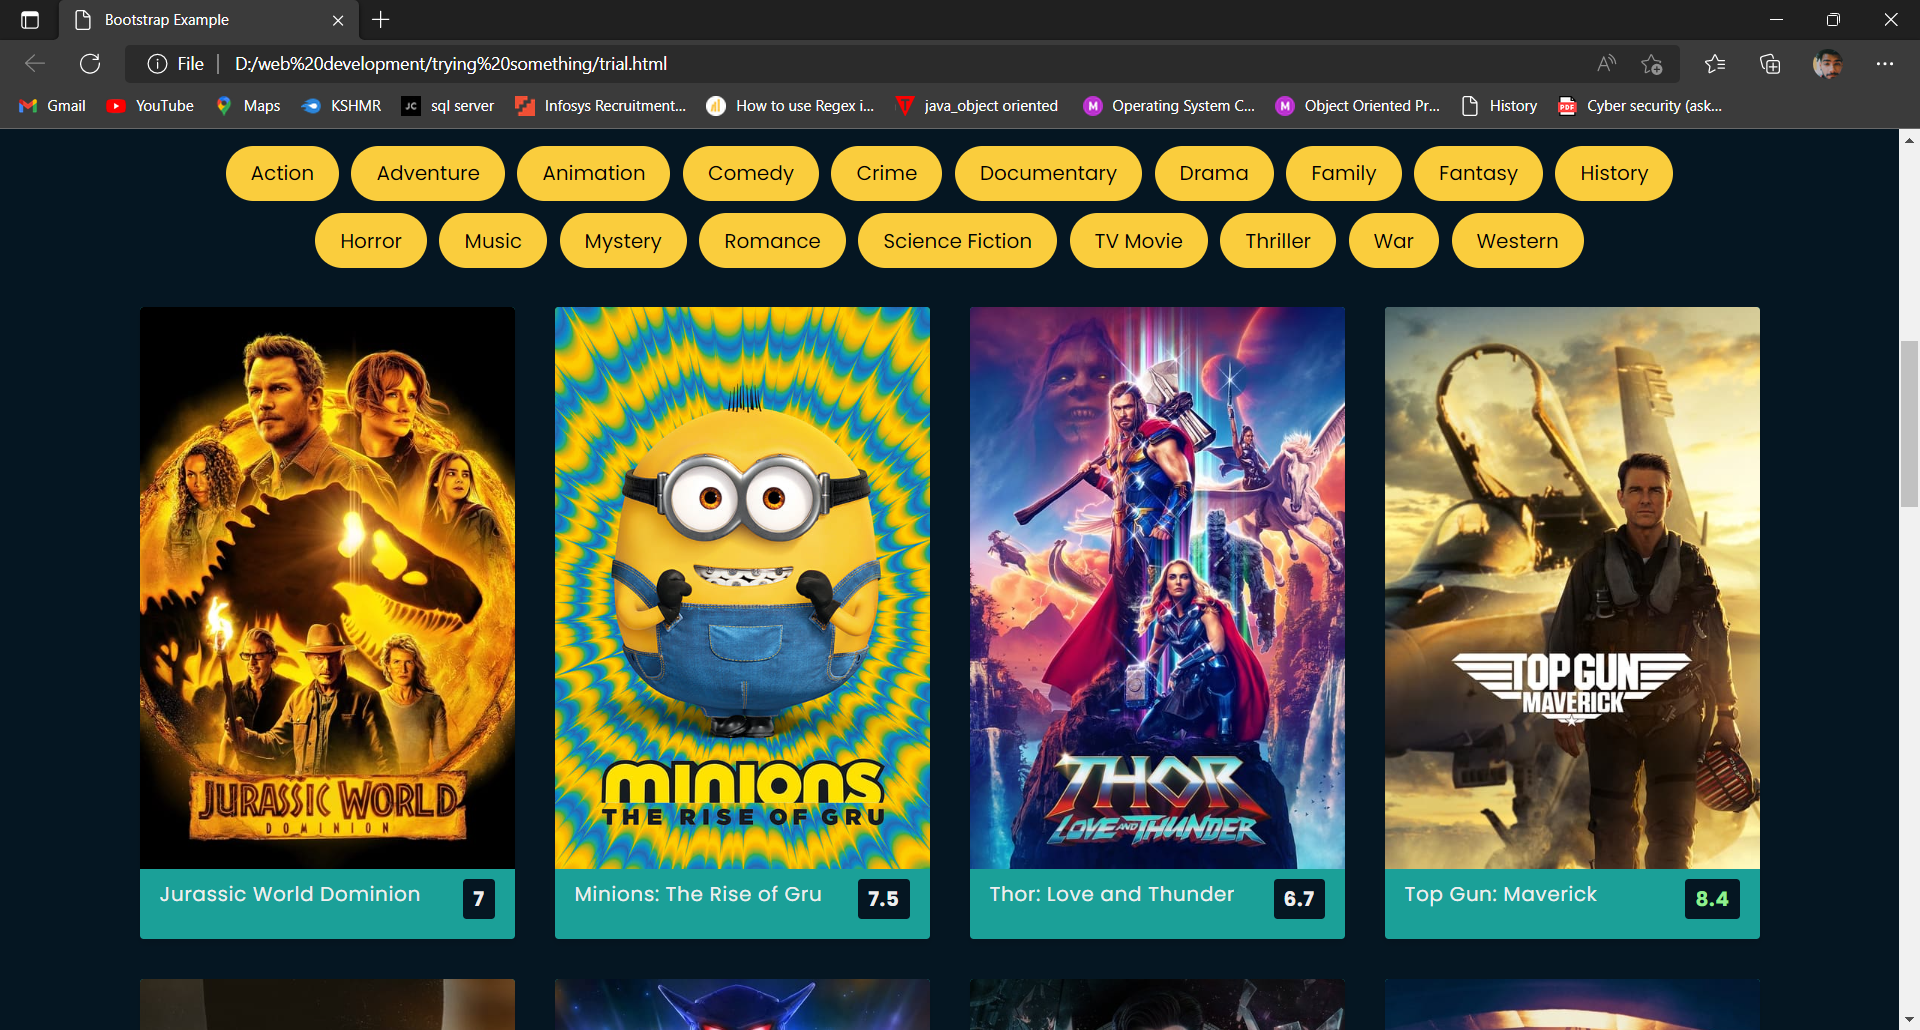 Bootstrap Example
File D:/web%20development/trying%20something/trial.html
Gmail YouTube Maps KSHMR JC sql server Infosys Recruitment... How to use Regex i... java_object oriented M Operating System C... M Object Oriented Pr... History PDF Cyber security (ask...
Action Adventure Animation Comedy Crime Documentary Drama Family Fantasy History
Horror Music Mystery Romance Science Fiction TV Movie Thriller War Western
JURASSIC WORLD
DOMINION
MINIONS
THE RISE OF GRU
THOR
LOVE AND THUNDER
TOP GUN
MAVERICK
Jurassic World Dominion 7
Minions: The Rise of Gru 7.5
Thor: Love and Thunder 6.7
Top Gun: Maverick 8.4